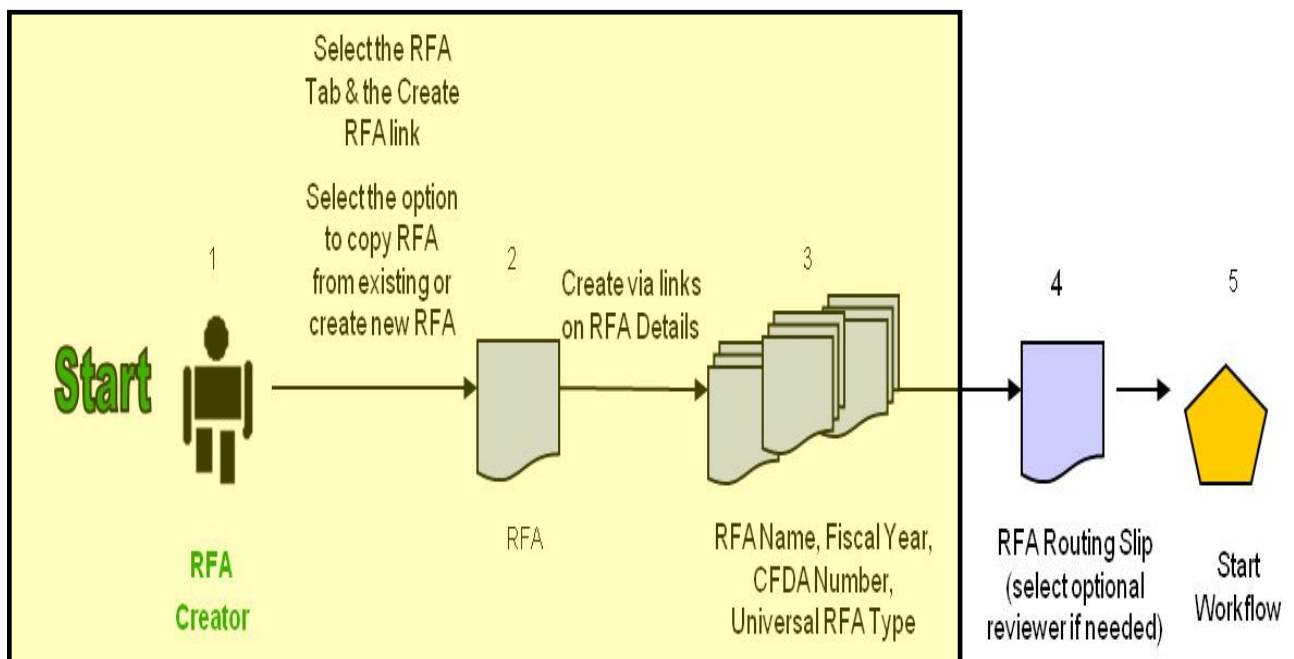 Select the RFA
Tab & the Create
RFA link
Select the option
to copy RFA
from existing or
create new RFA
1
2
Create via links
on RFA Details
3
4
5
Start
RFA
Creator
RFA
RFA Name, Fiscal Year,
CFDA Number,
Universal RFA Type
RFA Routing Slip
(select optional
reviewer if needed)
Start
Workflow